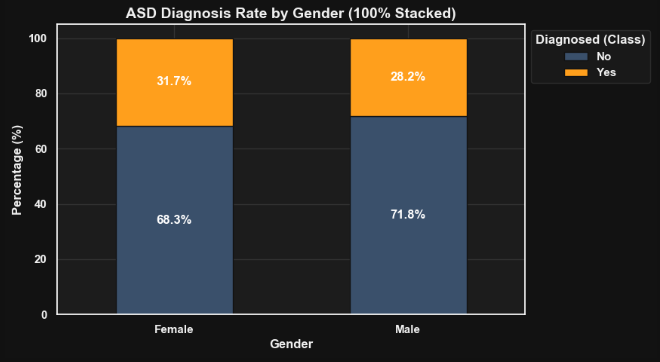 ASD Diagnosis Rate by Gender (100% Stacked)
Diagnosed (Class)
No
Yes
Percentage (%)
100
80
60
40
20
0
31.7%
28.2%
68.3%
71.8%
Female
Male
Gender